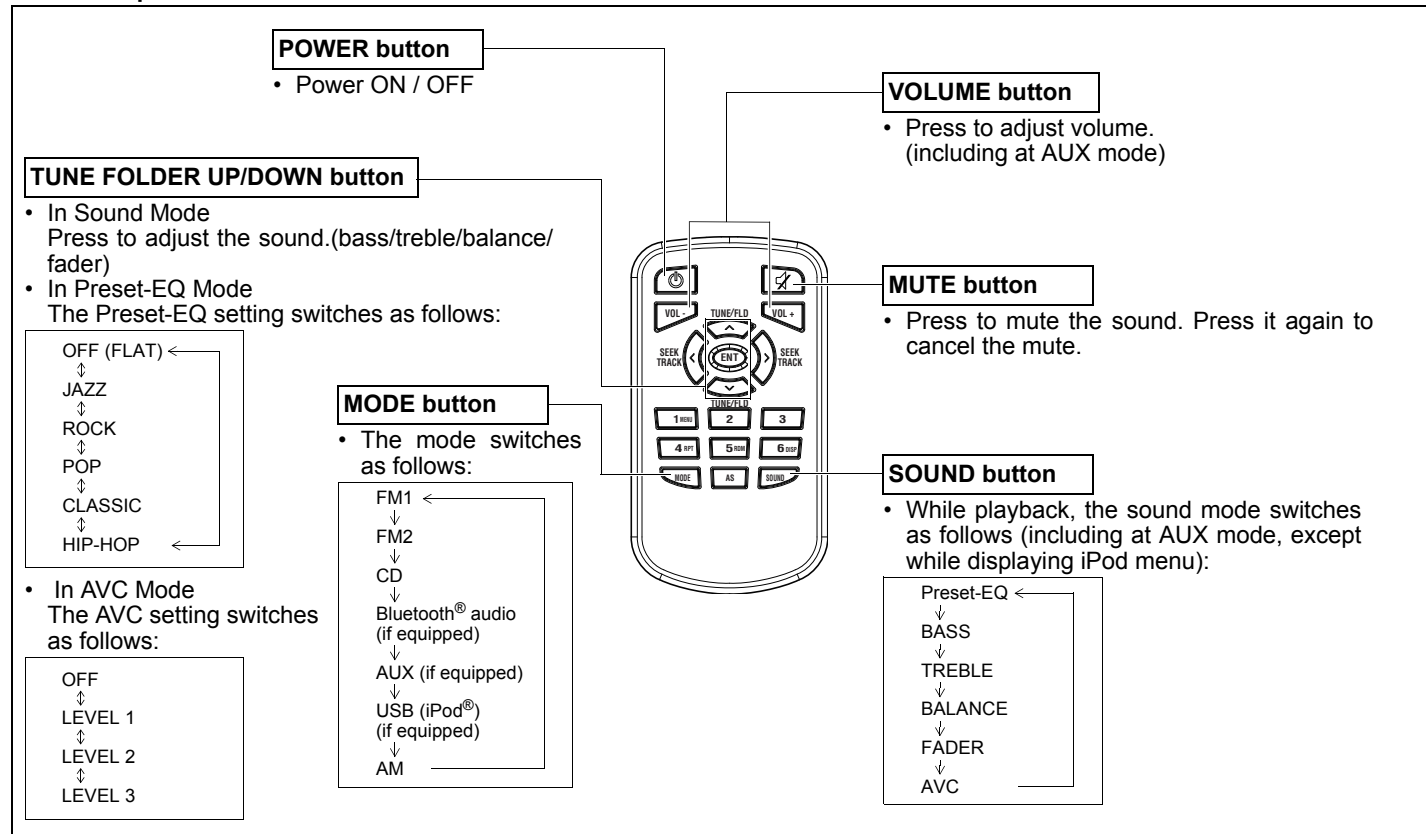 POWER button
• Power ON / OFF
VOLUME button
• Press to adjust volume.
(including at AUX mode)
TUNE FOLDER UP/DOWN button
• In Sound Mode
Press to adjust the sound.(bass/treble/balance/
fader)
• In Preset-EQ Mode
The Preset-EQ setting switches as follows:
OFF (FLAT)
JAZZ
ROCK
POP
CLASSIC
HIP-HOP
• In AVC Mode
The AVC setting switches
as follows:
OFF
LEVEL 1
LEVEL 2
LEVEL 3
MODE button
• The mode switches
as follows:
FM1
FM2
CD
Bluetooth® audio
(if equipped)
AUX (if equipped)
USB (iPod®)
(if equipped)
AM
VOL - TUNE/FLD VOL +
SEEK
TRACK
ENT
SEEK
TRACK
TUNE/FLD
1 MENU 2 3
4 RPT 5 RDM 6 DISP
MODE AS SOUND
MUTE button
• Press to mute the sound. Press it again to
cancel the mute.
SOUND button
• While playback, the sound mode switches
as follows (including at AUX mode, except
while displaying iPod menu):
Preset-EQ
BASS
TREBLE
BALANCE
FADER
AVC